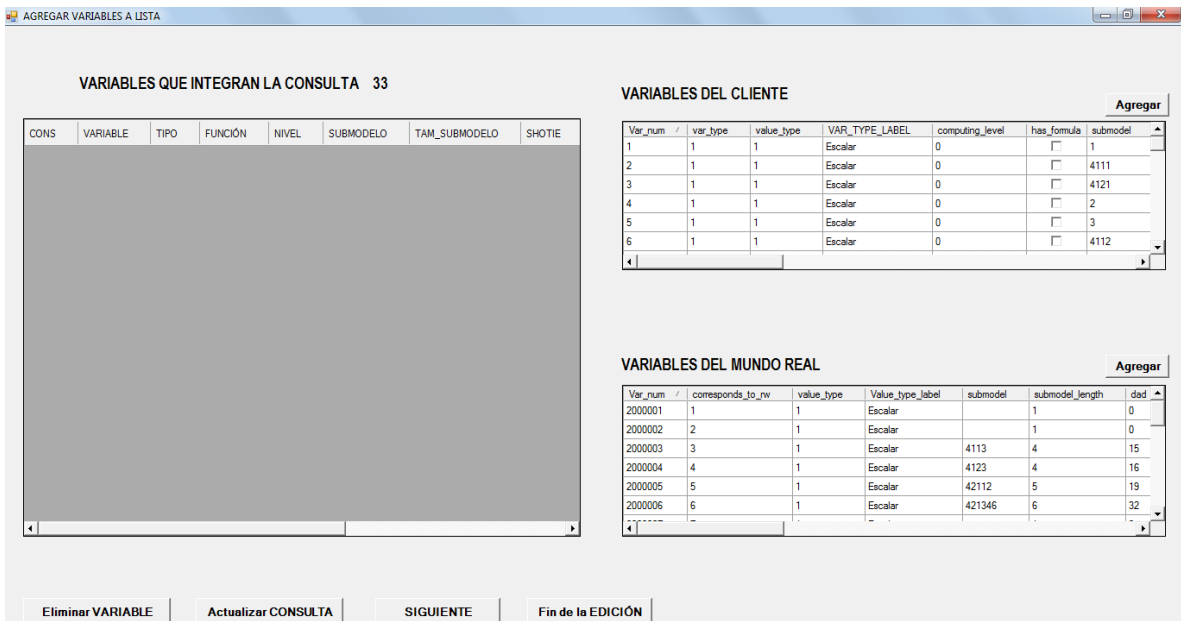 AGREGAR VARIABLES A LISTA
VARIABLES QUE INTEGRAN LA CONSULTA 33
CONS VARIABLE TIPO FUNCIÓN NIVEL SUBMODELO TAM_SUBMODELO SHOTIE
VARIABLES DEL CLIENTE
Agregar
Var_num var_type value_type VAR_TYPE_LABEL computing_level has_formula submodel
1 1 1 Escalar 0 1
2 1 1 Escalar 0 4111
3 1 1 Escalar 0 4121
4 1 1 Escalar 0 2
5 1 1 Escalar 0 3
6 1 1 Escalar 0 4112
VARIABLES DEL MUNDO REAL
Agregar
Var_num corresponds_to_rw value_type Value_type_label submodel submodel_length dad
2000001 1 1 Escalar 1 0
2000002 2 1 Escalar 1 0
2000003 3 1 Escalar 4113 4 15
2000004 4 1 Escalar 4123 4 16
2000005 5 1 Escalar 42112 5 19
2000006 6 1 Escalar 421346 6 32
Eliminar VARIABLE Actualizar CONSULTA SIGUIENTE Fin de la EDICIÓN